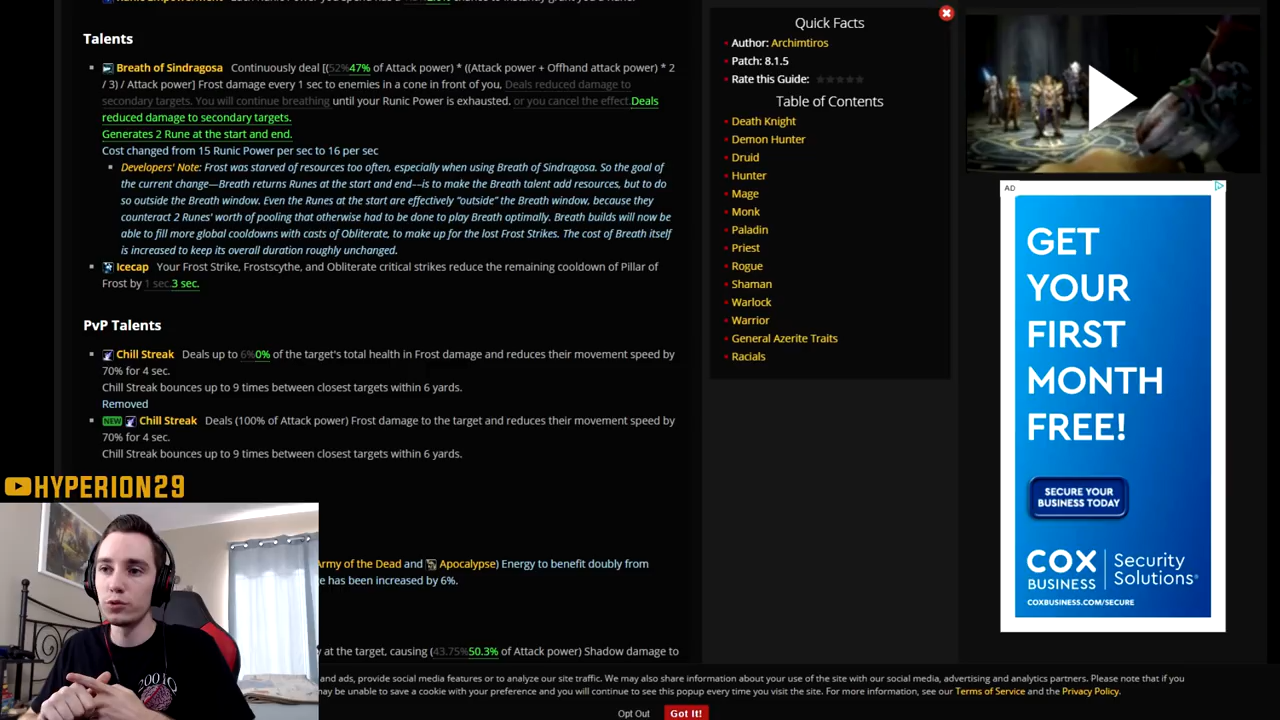 Talents
Breath of Sindragosa Continuously deal [(52%47% of Attack power) * ((Attack power + Offhand attack power) * 2
/ 3) / Attack power] Frost damage every 1 sec to enemies in a cone in front of you, Deals reduced damage to
secondary targets. You will continue breathing until your Runic Power is exhausted. or you cancel the effect.Deals
reduced damage to secondary targets.
Generates 2 Rune at the start and end.
Cost changed from 15 Runic Power per sec to 16 per sec
Developers' Note: Frost was starved of resources too often, especially when using Breath of Sindragosa. So the goal of
the current change—Breath returns Runes at the start and end—is to make the Breath talent add resources, but to do
so outside the Breath window. Even the Runes at the start are effectively "outside" the Breath window, because they
counteract 2 Runes' worth of pooling that otherwise had to be done to play Breath optimally. Breath builds will now be
able to fill more global cooldowns with casts of Obliterate, to make up for the lost Frost Strikes. The cost of Breath itself
is increased to keep its overall duration roughly unchanged.
Icecap Your Frost Strike, Frostscythe, and Obliterate critical strikes reduce the remaining cooldown of Pillar of
Frost by 1 sec.3 sec.
PvP Talents
Chill Streak Deals up to 6%0% of the target's total health in Frost damage and reduces their movement speed by
70% for 4 sec.
Chill Streak bounces up to 9 times between closest targets within 6 yards.
Removed
NEW Chill Streak Deals (100% of Attack power) Frost damage to the target and reduces their movement speed by
70% for 4 sec.
Chill Streak bounces up to 9 times between closest targets within 6 yards.
HYPERION29
Army of the Dead and Apocalypse) Energy to benefit doubly from
e has been increased by 6%.
y at the target, causing (43.75%50.3% of Attack power) Shadow damage to
Quick Facts
Author: Archimtiros
Patch: 8.1.5
Rate this Guide:
Table of Contents
Death Knight
Demon Hunter
Druid
Hunter
Mage
Monk
Paladin
Priest
Rogue
Shaman
Warlock
Warrior
General Azerite Traits
Racials
AD
GET
YOUR
FIRST
MONTH
FREE!
SECURE YOUR
BUSINESS TODAY
COX
BUSINESS
Security
Solutions
COXBUSINESS.COM/SECURE
and ads, provide social media features or to analyze our site traffic. We may also share information about your use of the site with our social media, advertising and analytics partners. Please note that if you
may be unable to save a cookie with your preference and you will continue to see this popup every time you visit the site. For more information, see our Terms of Service and the Privacy Policy.
Opt Out
Got It!